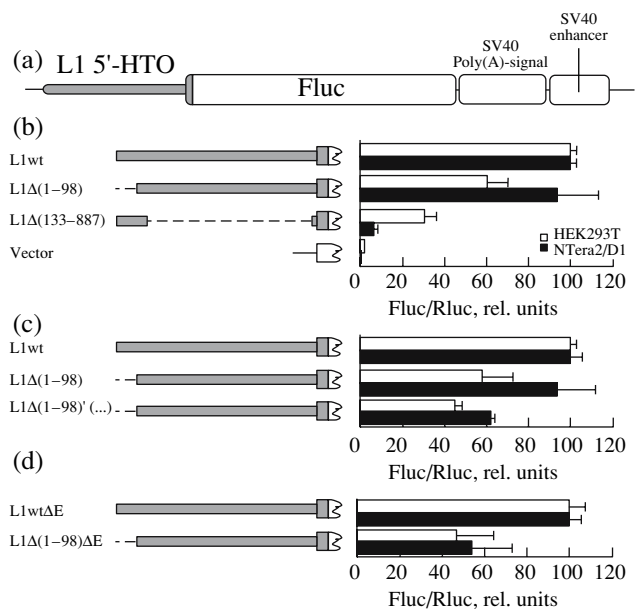 (a)
L1 5'-HTO
Fluc
SV40
Poly(A)-signal
SV40
enhancer
(b)
L1wt
L1Δ(1–98)
L1Δ(133–887)
Vector
HEK293T
NTera2/D1
0 20 40 60 80 100 120
Fluc/Rluc, rel. units
(c)
L1wt
L1Δ(1–98)
L1Δ(1–98)' (...)
0 20 40 60 80 100 120
Fluc/Rluc, rel. units
(d)
L1wtΔE
L1Δ(1–98)ΔE
0 20 40 60 80 100 120
Fluc/Rluc, rel. units